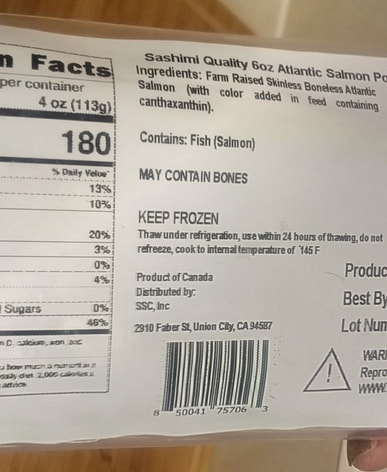 n Facts
per container
4 oz (113g)
180
% Daily Value*
13%
10%
20%
3%
0%
4%
Sugars 0%
46%
Sashimi Quality 6oz Atlantic Salmon Po
Ingredients: Farm Raised Skinless Boneless Atlantic
Salmon (with color added in feed containing
canthaxanthin).
Contains: Fish (Salmon)
MAY CONTAIN BONES
KEEP FROZEN
Thaw under refrigeration, use within 24 hours of thawing, do not
refreeze, cook to internal temperature of °145 F
Product of Canada
Distributed by:
SSC, Inc
2910 Faber St, Union City, CA 94587
8 50041 75706 3
Produc
Best By
Lot Num
WAR
Repro
www.